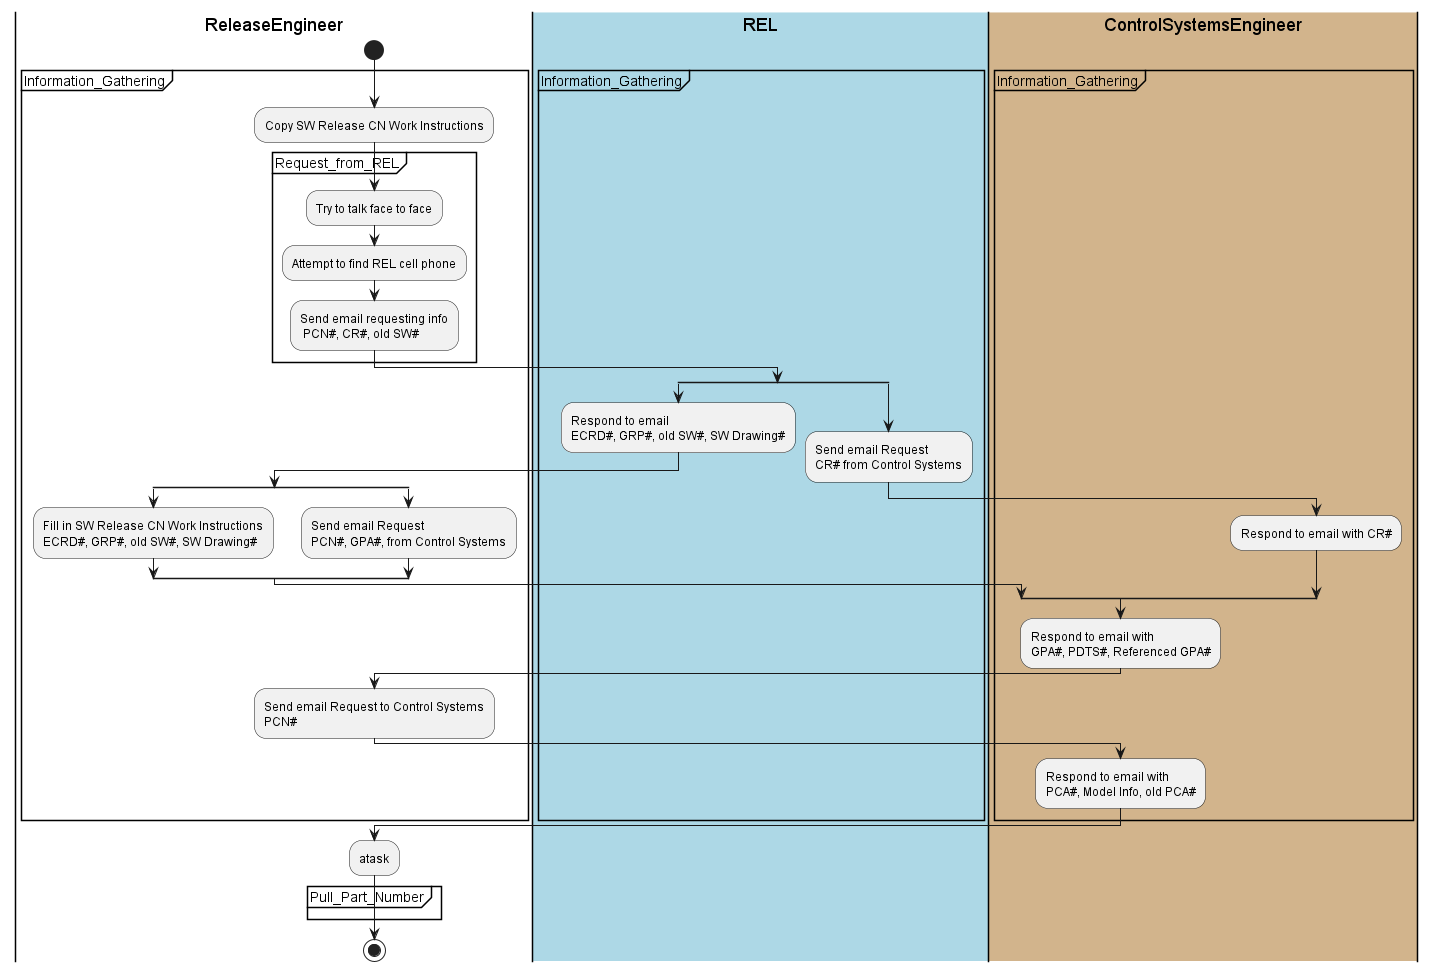 ReleaseEngineer
REL
ControlSystemsEngineer
Information_Gathering
Information_Gathering
Information_Gathering
Copy SW Release CN Work Instructions
Request_from_REL
Try to talk face to face
Attempt to find REL cell phone
Send email requesting info
PCN#, CR#, old SW#
Respond to email
ECRD#, GRP#, old SW#, SW Drawing#
Send email Request
CR# from Control Systems
Fill in SW Release CN Work Instructions
ECRD#, GRP#, old SW#, SW Drawing#
Send email Request
PCN#, GPA#, from Control Systems
Respond to email with CR#
Respond to email with
GPA#, PDTS#, Referenced GPA#
Send email Request to Control Systems
PCN#
Respond to email with
PCA#, Model Info, old PCA#
atask
Pull_Part_Number